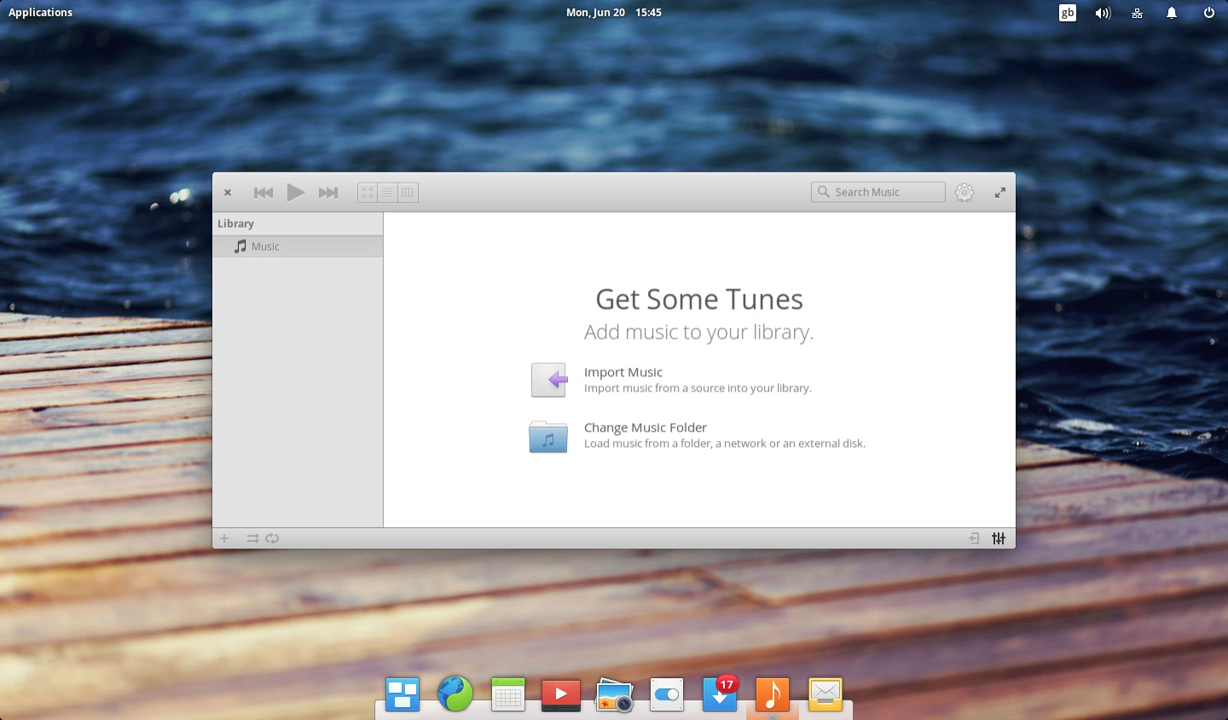 Applications
Mon, Jun 20 15:45
gb
Search Music
Library
Music
Get Some Tunes
Add music to your library.
Import Music
Import music from a source into your library.
Change Music Folder
Load music from a folder, a network or an external disk.
17